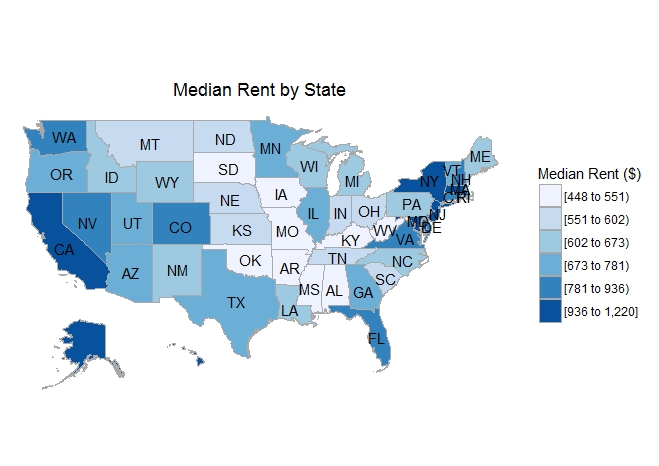 Median Rent by State
WA
MT
ND
MN
OR
ID
WY
SD
WI
MI
ME
VT
NH
NY
MA
CT
RI
NV
UT
CO
NE
IA
IL
IN
OH
PA
NJ
MD
DE
CA
KS
MO
KY
WV
VA
AZ
NM
OK
AR
TN
NC
SC
TX
LA
MS
AL
GA
FL
Median Rent ($)
[448 to 551)
[551 to 602)
[602 to 673)
[673 to 781)
[781 to 936)
[936 to 1,220]